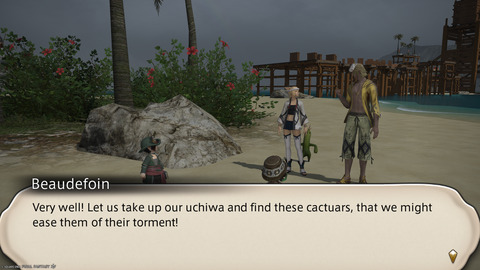 Beaudefoin
Very well! Let us take up our uchiwa and find these cactuars, that we might
ease them of their torment!